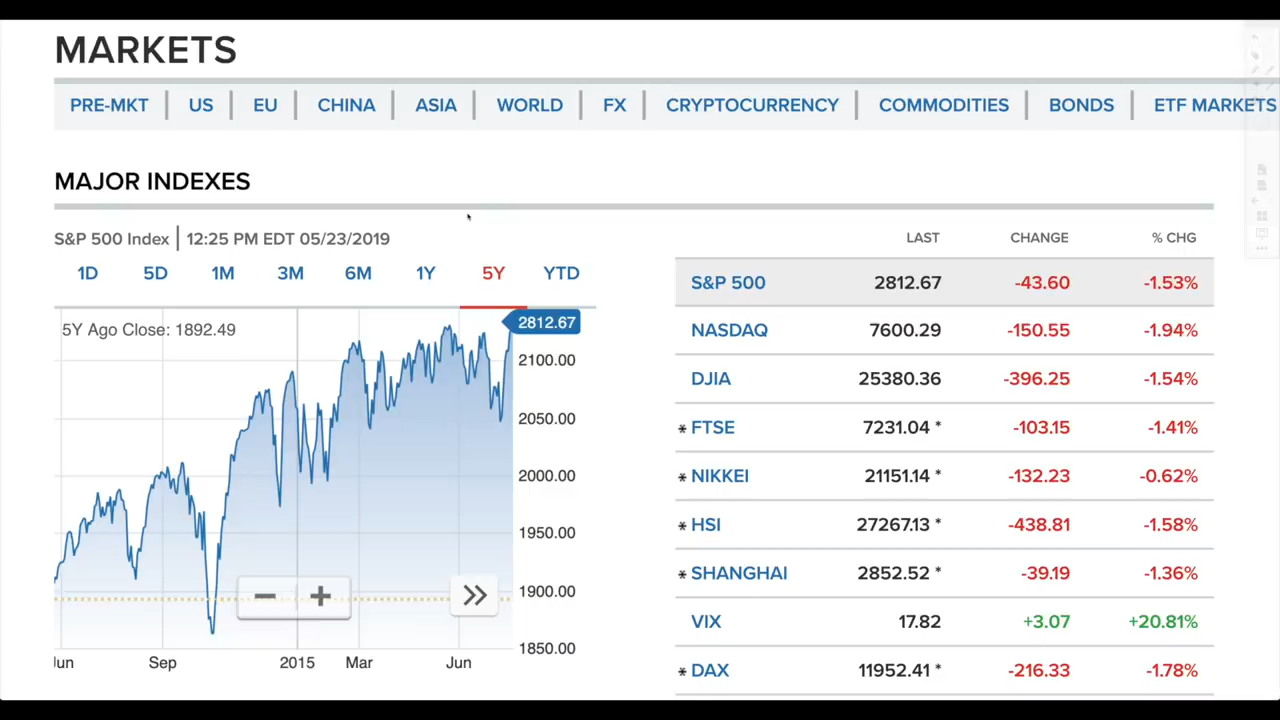 MARKETS
PRE-MKT US EU CHINA ASIA WORLD FX CRYPTOCURRENCY COMMODITIES BONDS ETF MARKETS
MAJOR INDEXES
S&P 500 Index | 12:25 PM EDT 05/23/2019
1D 5D 1M 3M 6M 1Y 5Y YTD
5Y Ago Close: 1892.49
2812.67
2100.00
2050.00
2000.00
1950.00
1900.00
1850.00
Jun Sep 2015 Mar Jun
LAST CHANGE % CHG
S&P 500 2812.67 -43.60 -1.53%
NASDAQ 7600.29 -150.55 -1.94%
DJIA 25380.36 -396.25 -1.54%
* FTSE 7231.04 * -103.15 -1.41%
* NIKKEI 21151.14 * -132.23 -0.62%
* HSI 27267.13 * -438.81 -1.58%
* SHANGHAI 2852.52 * -39.19 -1.36%
VIX 17.82 +3.07 +20.81%
* DAX 11952.41 * -216.33 -1.78%